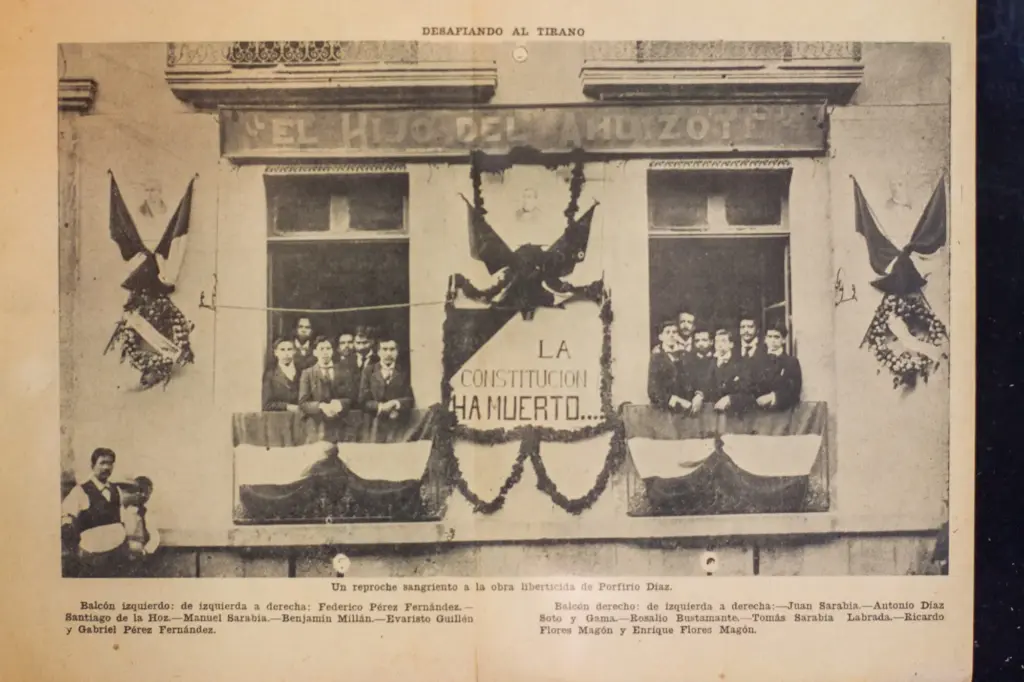 DESAFIANDO AL TIRANO
"EL HIJO DEL AHUIZOTE"
LA
CONSTITUCION
HA MUERTO....
Un reproche sangriento a la obra liberticida de Porfirio Díaz.
Balcón izquierdo: de izquierda a derecha: Federico Pérez Fernández.—
Santiago de la Hoz.—Manuel Sarabia.—Benjamín Millán.—Evaristo Guillén
y Gabriel Pérez Fernández.
Balcón derecho: de izquierda a derecha:—Juan Sarabia.—Antonio Díaz
Soto y Gama.—Rosalío Bustamante.—Tomás Sarabia Labrada.—Ricardo
Flores Magón y Enrique Flores Magón.